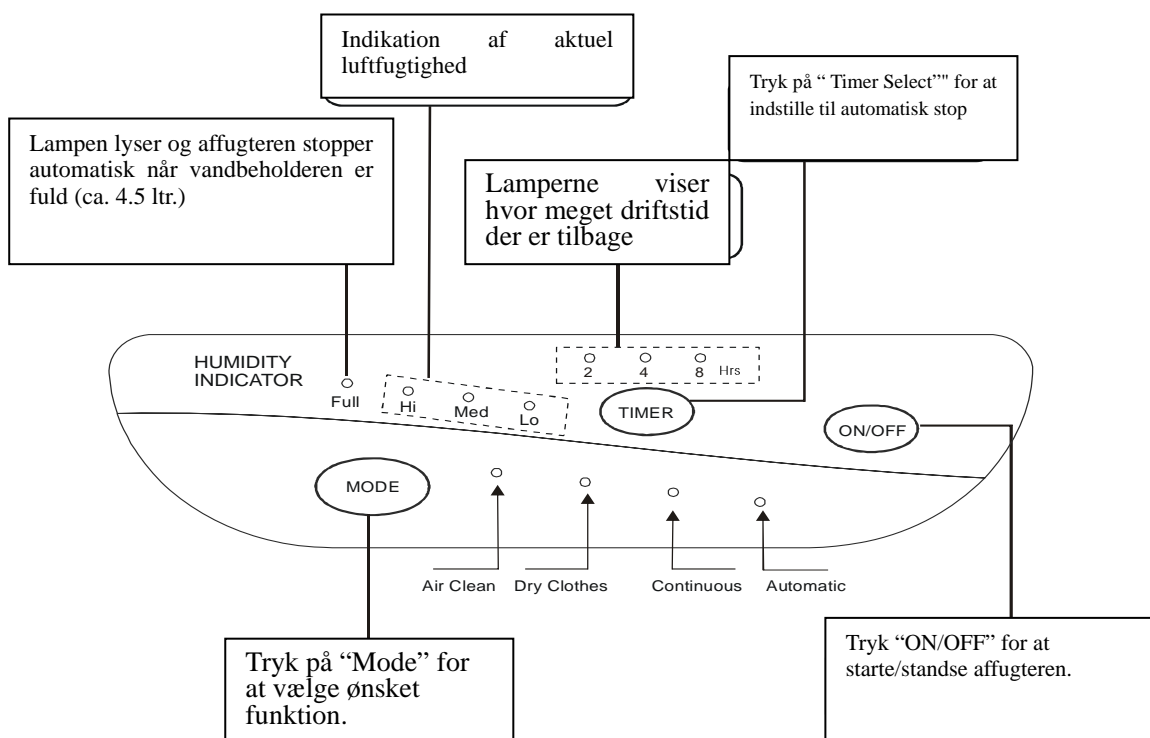 Indikation af aktuel
luftfugtighed
Tryk på “ Timer Select”" for at
indstille til automatisk stop
Lampen lyser og affugteren stopper
automatisk når vandbeholderen er
fuld (ca. 4.5 ltr.)
Lamperne viser
hvor meget driftstid
der er tilbage
HUMIDITY
INDICATOR
Full
Hi
Med
Lo
2 4 8 Hrs
TIMER
ON/OFF
MODE
Air Clean
Dry Clothes
Continuous
Automatic
Tryk på “Mode” for
at vælge ønsket
funktion.
Tryk “ON/OFF” for at
starte/standse affugteren.